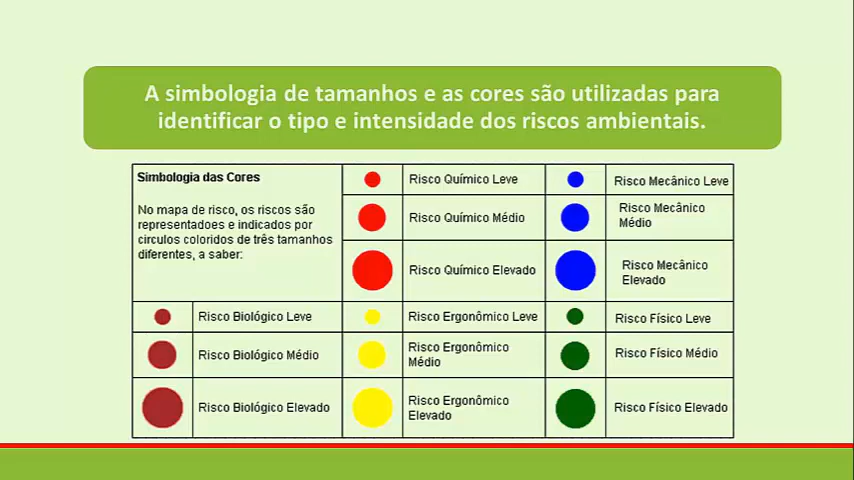 A simbologia de tamanhos e as cores são utilizadas para
identificar o tipo e intensidade dos riscos ambientais.
Simbologia das Cores
No mapa de risco, os riscos são
representadoes e indicados por
circulos coloridos de três tamanhos
diferentes, a saber:
Risco Químico Leve
Risco Mecânico Leve
Risco Químico Médio
Risco Mecânico
Médio
Risco Químico Elevado
Risco Mecânico
Elevado
Risco Biológico Leve
Risco Ergonômico Leve
Risco Físico Leve
Risco Biológico Médio
Risco Ergonômico
Médio
Risco Físico Médio
Risco Biológico Elevado
Risco Ergonômico
Elevado
Risco Físico Elevado